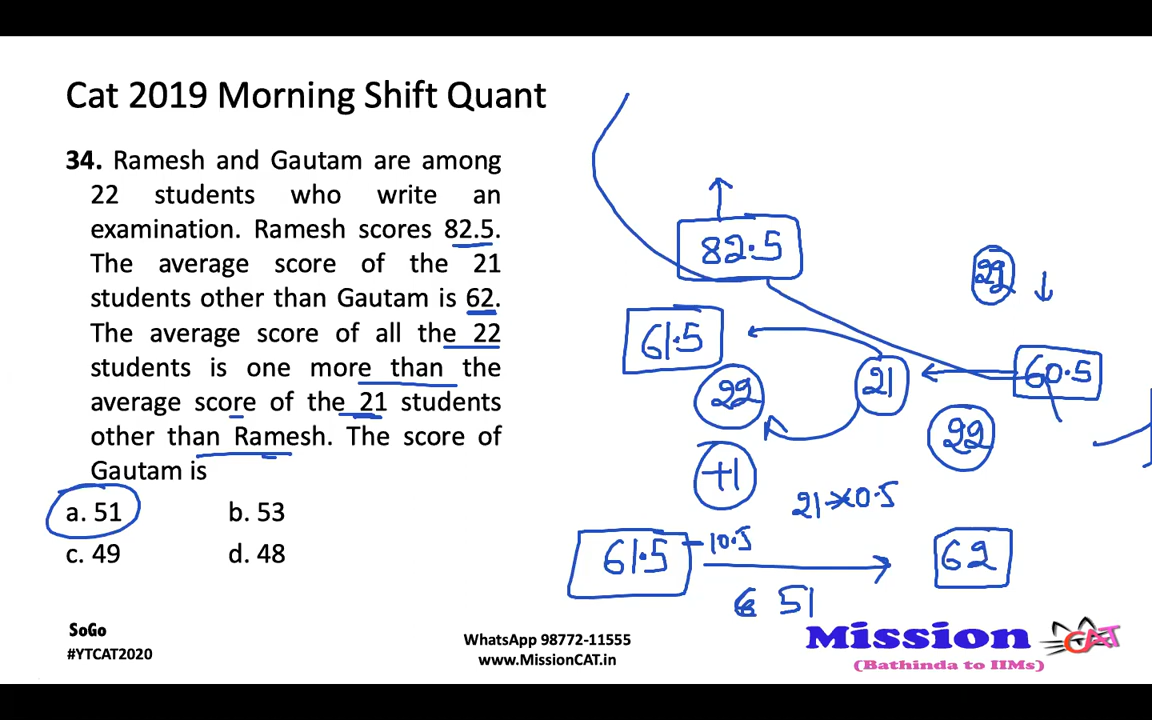 Cat 2019 Morning Shift Quant
34. Ramesh and Gautam are among
22 students who write an
examination. Ramesh scores 82.5.
The average score of the 21
students other than Gautam is 62.
The average score of all the 22
students is one more than the
average score of the 21 students
other than Ramesh. The score of
Gautam is
a. 51 b. 53
c. 49 d. 48
82.5
22
61.5
60.5
21
22
22
+1
21×0.5
61.5 -10.5
62
51
SoGo
#YTCAT2020
WhatsApp 98772-11555
www.MissionCAT.in
Mission CAT
(Bathinda to IIMs)